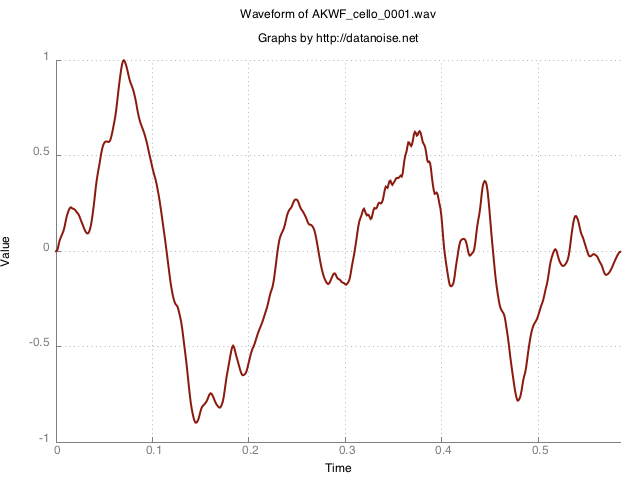 Waveform of AKWF_cello_0001.wav
Graphs by http://datanoise.net
1
0.5
0
-0.5
-1
Value
0 0.1 0.2 0.3 0.4 0.5
Time